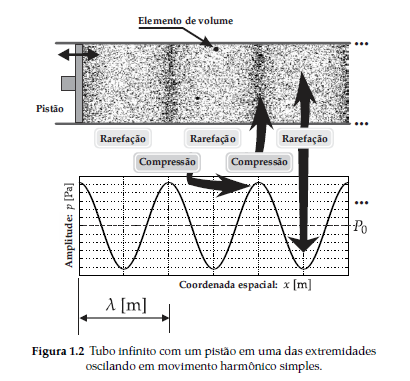 Elemento de volume
Pistão
Rarefação Rarefação Rarefação
Compressão Compressão
Amplitude: p [Pa]
P₀
Coordenada espacial: x [m]
λ [m]
Figura 1.2 Tubo infinito com um pistão em uma das extremidades
oscilando em movimento harmônico simples.